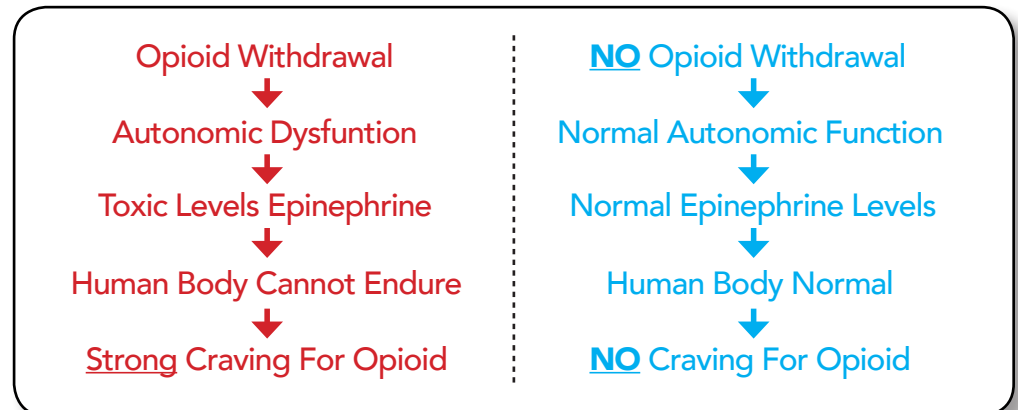 Opioid Withdrawal
Autonomic Dysfuntion
Toxic Levels Epinephrine
Human Body Cannot Endure
Strong Craving For Opioid
NO Opioid Withdrawal
Normal Autonomic Function
Normal Epinephrine Levels
Human Body Normal
NO Craving For Opioid